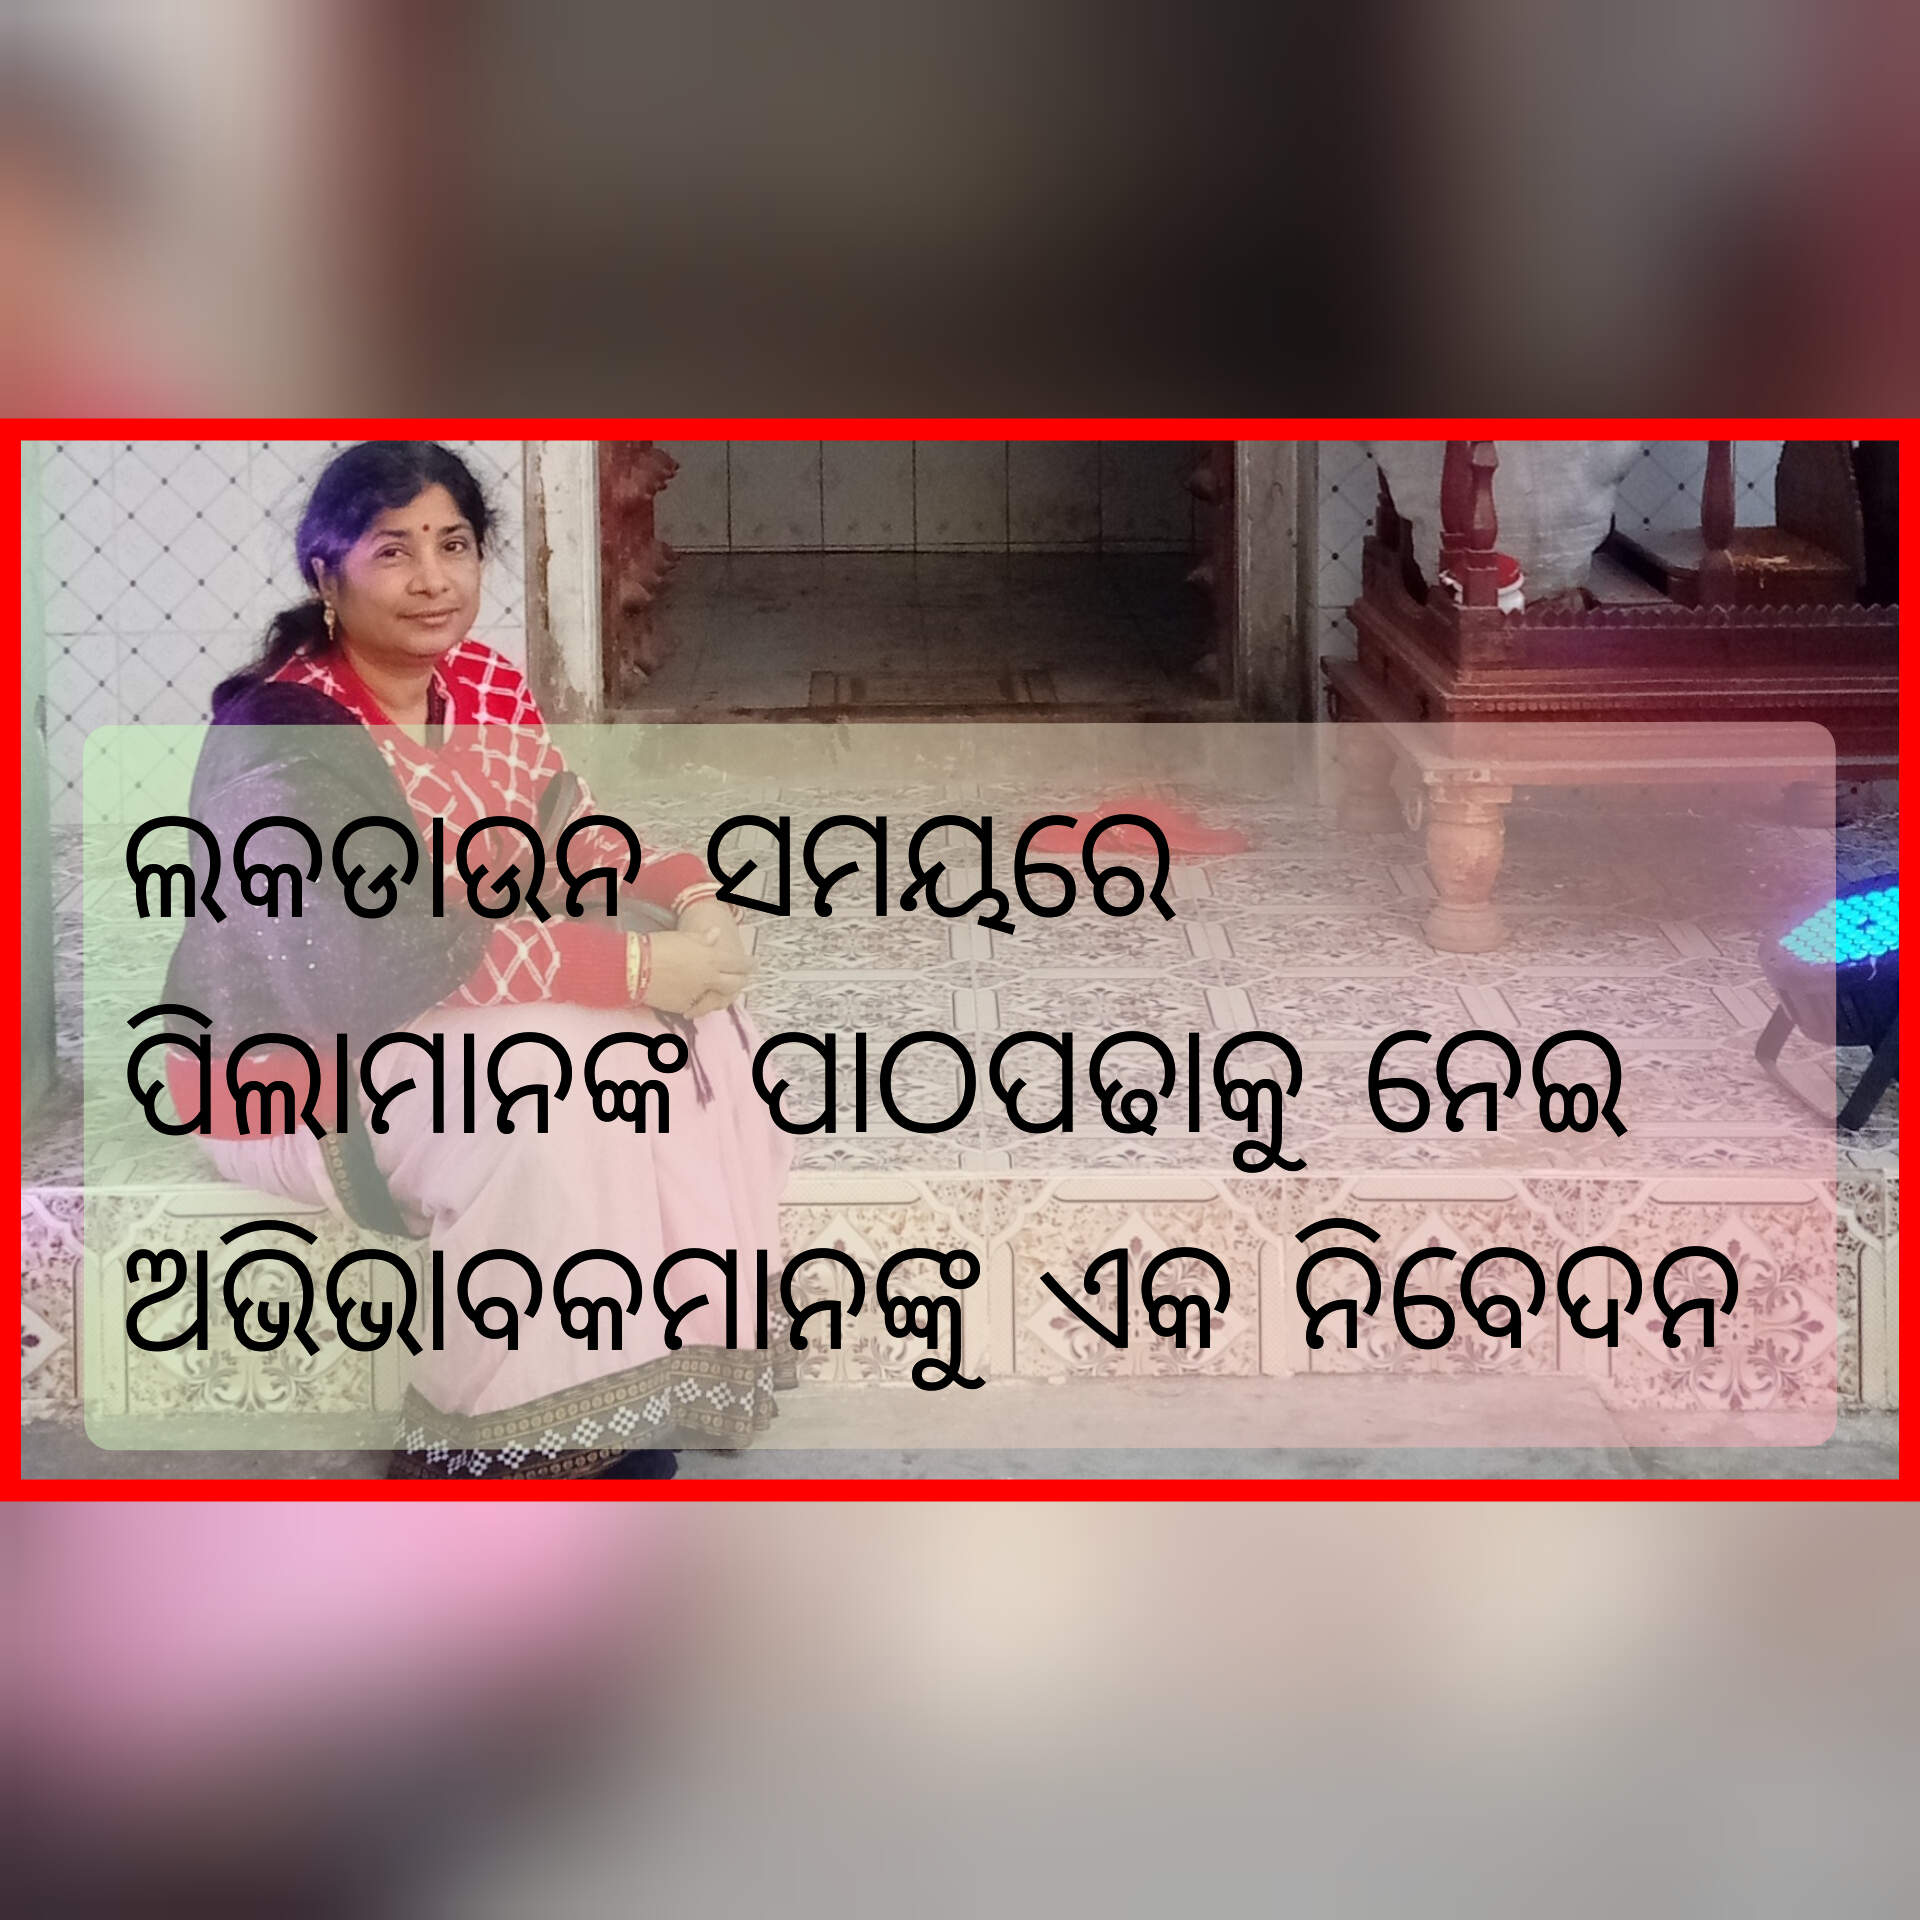 ଲକଡାଉନ ସମୟରେ
ପିଲାମାନଙ୍କ ପାଠପଢାକୁ ନେଇ
ଅଭିଭାବକମାନଙ୍କୁ ଏକ ନିବେଦନ